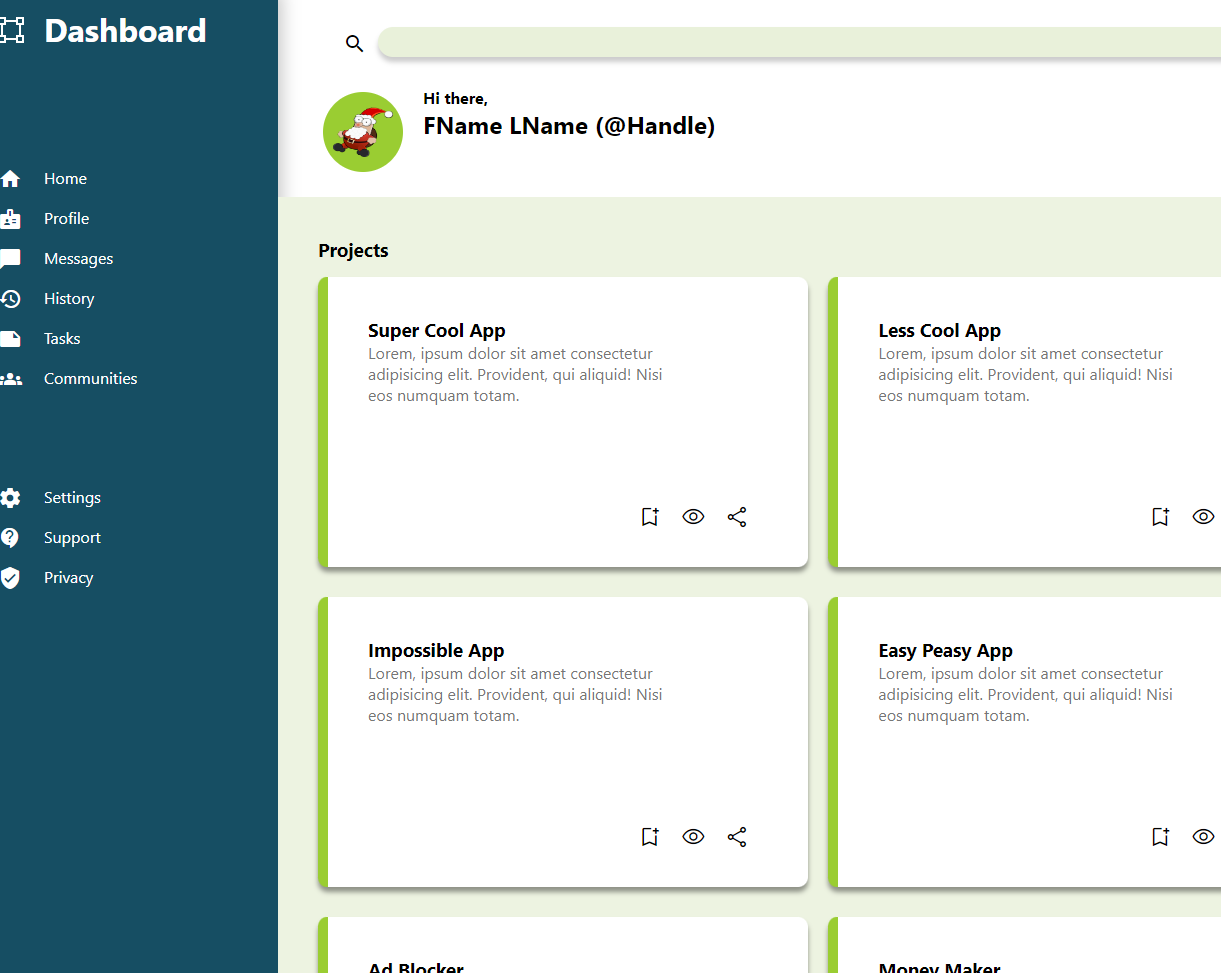 Dashboard
Home
Profile
Messages
History
Tasks
Communities
Settings
Support
Privacy
Hi there,
FName LName (@Handle)
Projects
Super Cool App
Lorem, ipsum dolor sit amet consectetur
adipisicing elit. Provident, qui aliquid! Nisi
eos numquam totam.
Less Cool App
Lorem, ipsum dolor sit amet consectetur
adipisicing elit. Provident, qui aliquid! Nisi
eos numquam totam.
Impossible App
Lorem, ipsum dolor sit amet consectetur
adipisicing elit. Provident, qui aliquid! Nisi
eos numquam totam.
Easy Peasy App
Lorem, ipsum dolor sit amet consectetur
adipisicing elit. Provident, qui aliquid! Nisi
eos numquam totam.
Ad Blocker
Money Maker